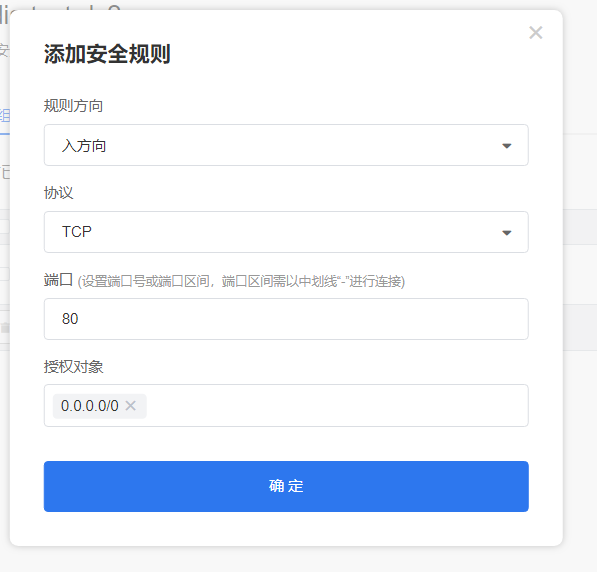 添加安全规则
规则方向
入方向
协议
TCP
端口 (设置端口号或端口区间，端口区间需以中划线“-”进行连接)
80
授权对象
0.0.0.0/0
确 定